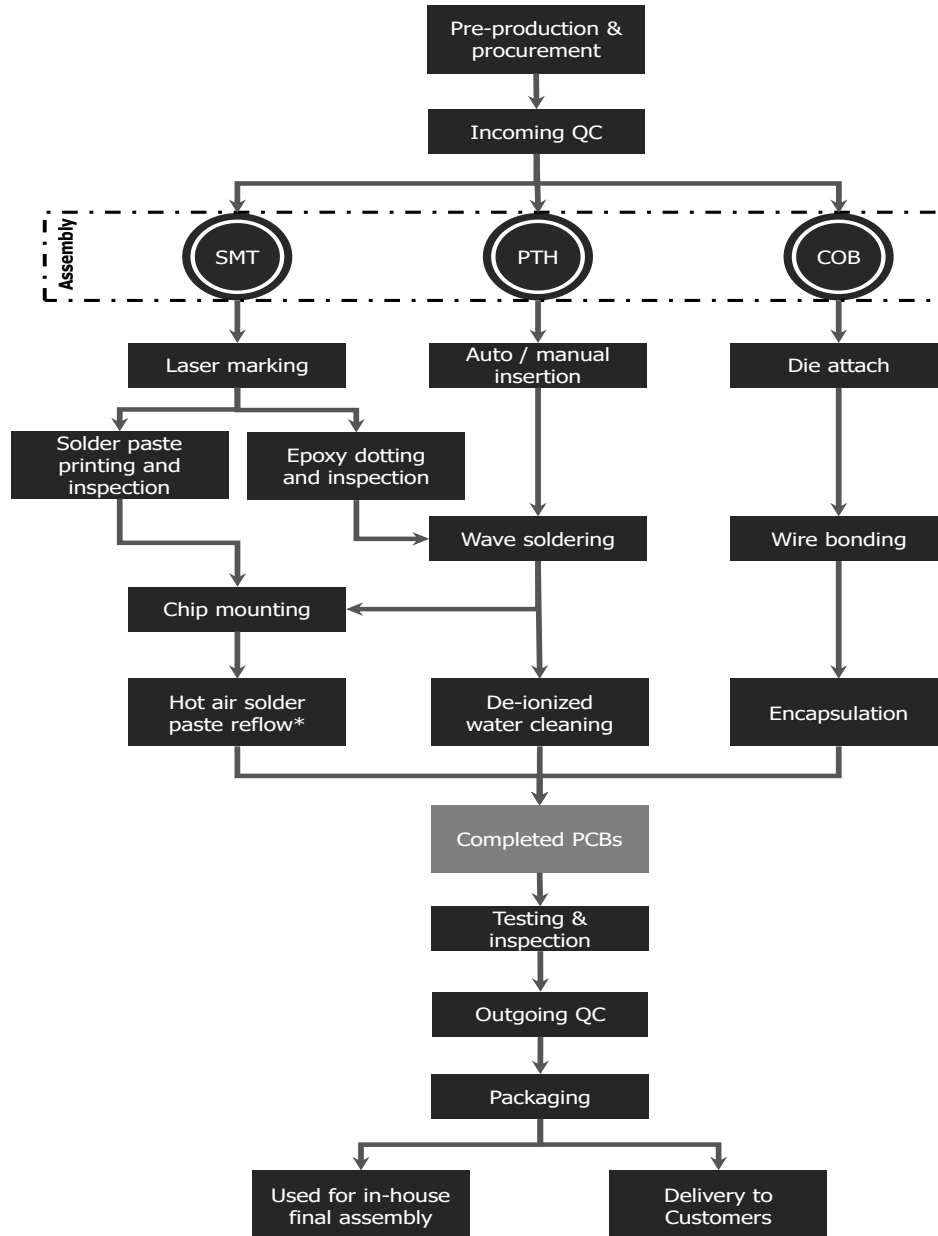 Pre-production &
procurement
Incoming QC
Assembly
SMT
PTH
COB
Laser marking
Auto / manual
insertion
Die attach
Solder paste
printing and
inspection
Epoxy dotting
and inspection
Wave soldering
Wire bonding
Chip mounting
Hot air solder
paste reflow*
De-ionized
water cleaning
Encapsulation
Completed PCBs
Testing &
inspection
Outgoing QC
Packaging
Used for in-house
final assembly
Delivery to
Customers